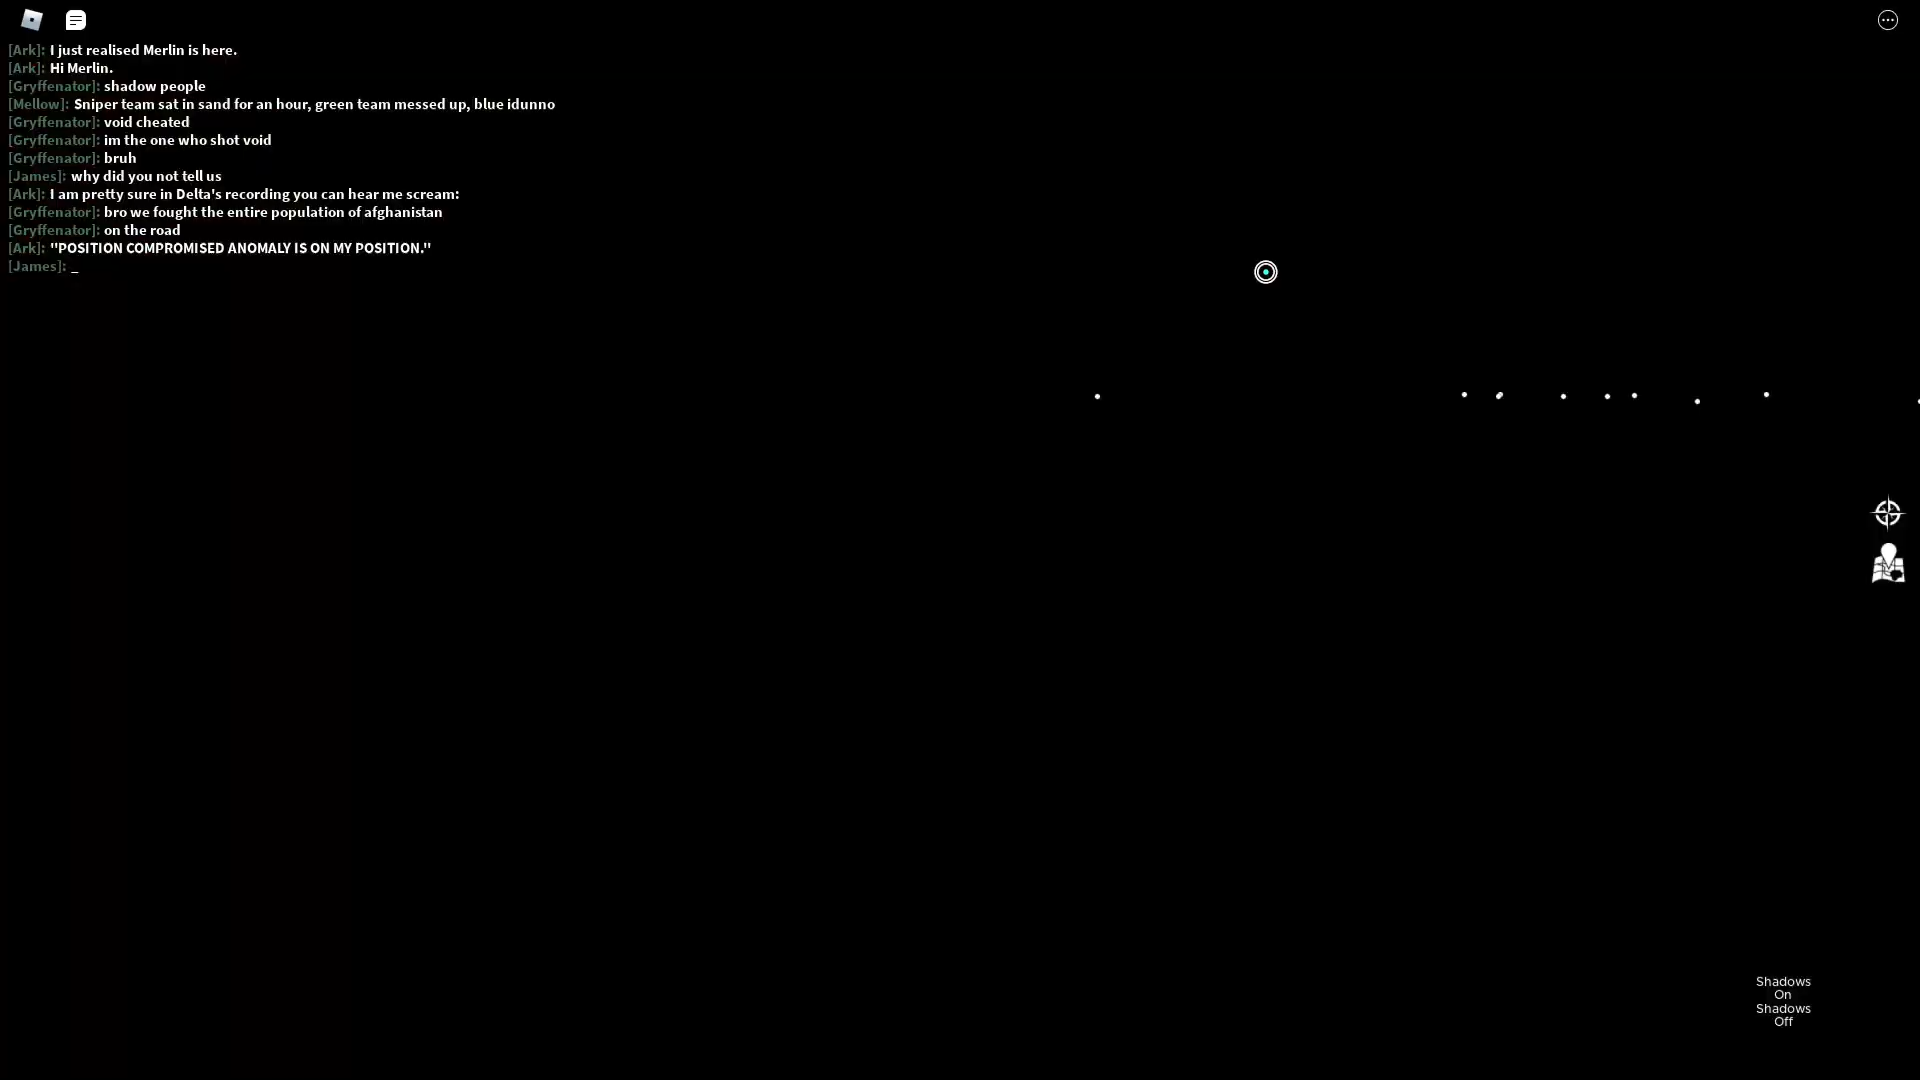 [Ark]: I just realised Merlin is here.
[Ark]: Hi Merlin.
[Gryffenator]: shadow people
[Mellow]: Sniper team sat in sand for an hour, green team messed up, blue idunno
[Gryffenator]: void cheated
[Gryffenator]: im the one who shot void
[Gryffenator]: bruh
[James]: why did you not tell us
[Ark]: I am pretty sure in Delta's recording you can hear me scream:
[Gryffenator]: bro we fought the entire population of afghanistan
[Gryffenator]: on the road
[Ark]: "POSITION COMPROMISED ANOMALY IS ON MY POSITION."
[James]: _
Shadows
On
Shadows
Off